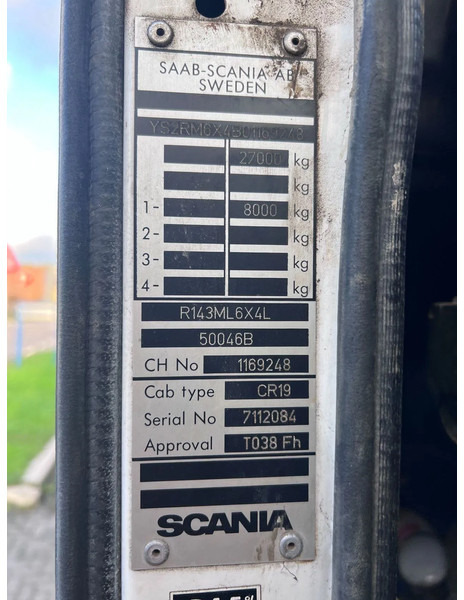 SAAB-SCANIA AB
SWEDEN
27000 kg
kg
1- 8000 kg
2- kg
3- kg
4- kg
R143ML6X4L
50046B
CH No 1169248
Cab type CR19
Serial No 7112084
Approval T038 Fh
SCANIA